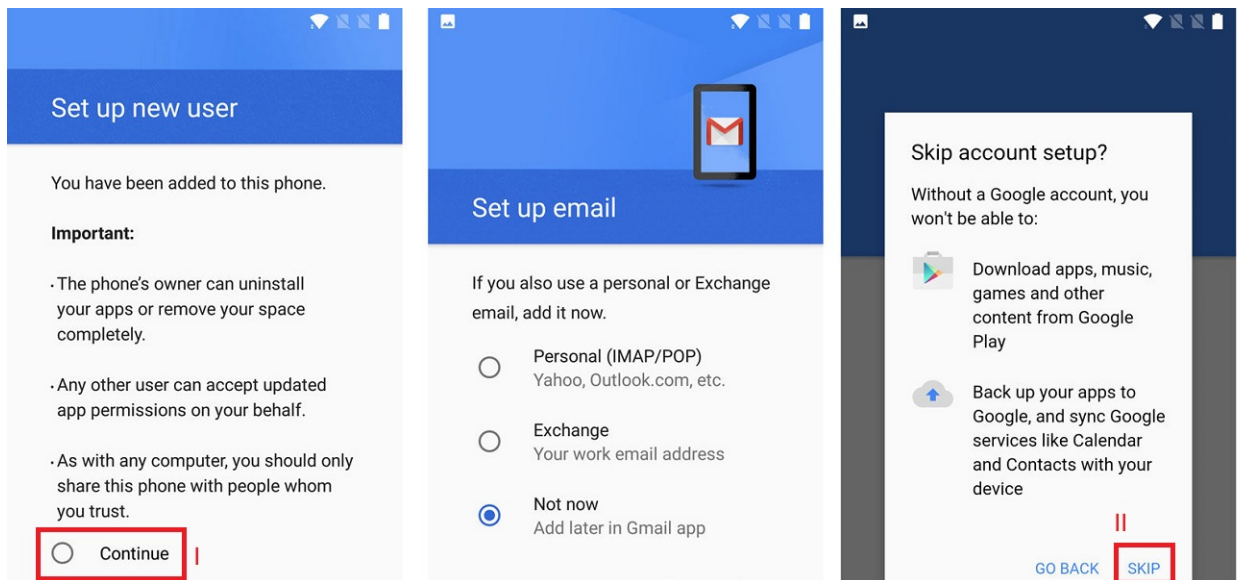 Set up new user
You have been added to this phone.
Important:
· The phone's owner can uninstall
your apps or remove your space
completely.
· Any other user can accept updated
app permissions on your behalf.
· As with any computer, you should only
share this phone with people whom
you trust.
Continue
I
Set up email
If you also use a personal or Exchange
email, add it now.
Personal (IMAP/POP)
Yahoo, Outlook.com, etc.
Exchange
Your work email address
Not now
Add later in Gmail app
Skip account setup?
Without a Google account, you
won't be able to:
Download apps, music,
games and other
content from Google
Play
Back up your apps to
Google, and sync Google
services like Calendar
and Contacts with your
device
II
GO BACK SKIP